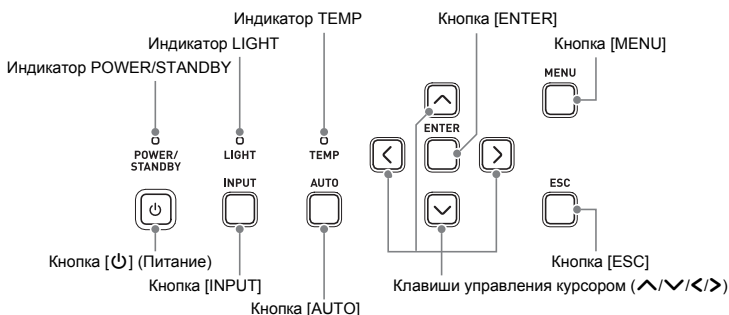 Индикатор TEMP
Кнопка [ENTER]
Индикатор LIGHT
Кнопка [MENU]
Индикатор POWER/STANDBY
MENU
ENTER
POWER/
STANDBY
LIGHT
TEMP
INPUT
AUTO
ESC
Кнопка [⏻] (Питание)
Кнопка [ESC]
Кнопка [INPUT]
Клавиши управления курсором (∧/∨/</>)
Кнопка [AUTO]